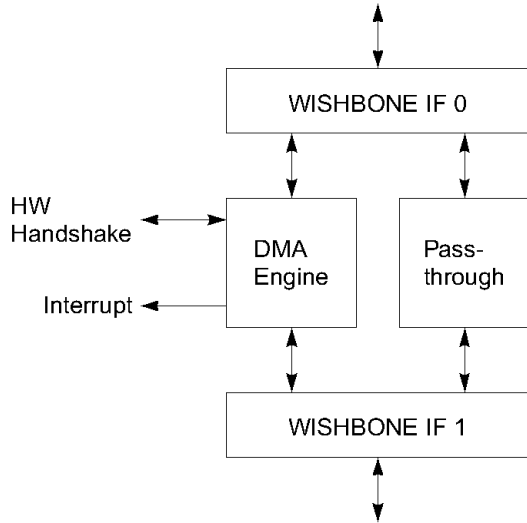 WISHBONE IF 0
HW
Handshake
DMA
Engine
Pass-
through
Interrupt
WISHBONE IF 1